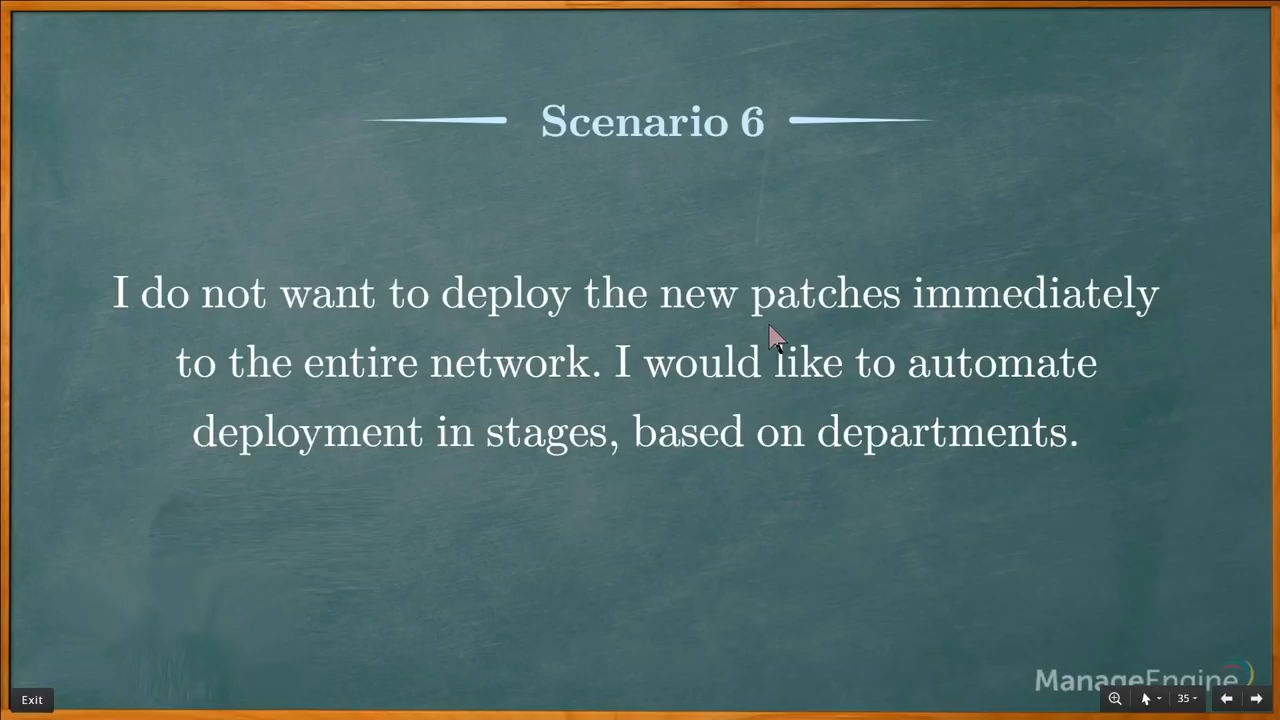 Scenario 6
I do not want to deploy the new patches immediately
to the entire network. I would like to automate
deployment in stages, based on departments.
ManageEngine
Exit
35